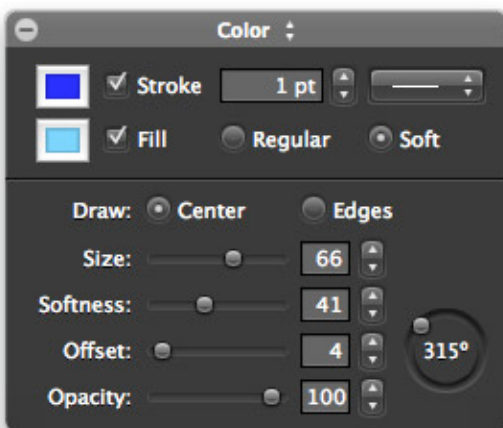 Color
Stroke 1 pt
Fill Regular Soft
Draw: Center Edges
Size: 66
Softness: 41
Offset: 4 315°
Opacity: 100